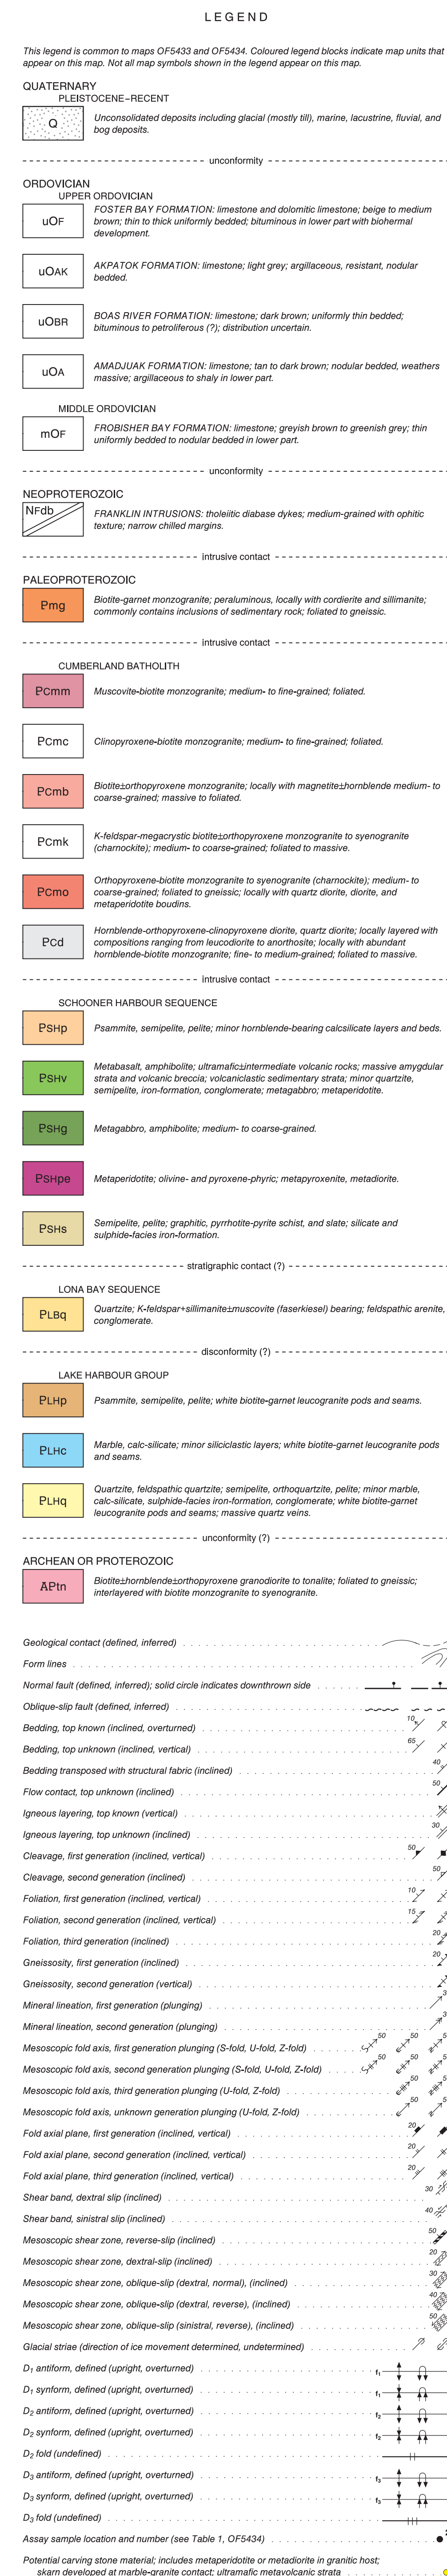 LEGEND
This legend is common to maps OF5433 and OF5434. Coloured legend blocks indicate map units that
appear on this map. Not all map symbols shown in the legend appear on this map.
QUATERNARY
PLEISTOCENE–RECENT
Q
Unconsolidated deposits including glacial (mostly till), marine, lacustrine, fluvial, and
bog deposits.
unconformity
ORDOVICIAN
UPPER ORDOVICIAN
uOF
FOSTER BAY FORMATION: limestone and dolomitic limestone; beige to medium
brown; thin to thick uniformly bedded; bituminous in lower part with biohermal
development.
uOAK
AKPATOK FORMATION: limestone; light grey; argillaceous, resistant, nodular
bedded.
uOBR
BOAS RIVER FORMATION: limestone; dark brown; uniformly thin bedded;
bituminous to petroliferous (?); distribution uncertain.
uOA
AMADJUAK FORMATION: limestone; tan to dark brown; nodular bedded, weathers
massive; argillaceous to shaly in lower part.
MIDDLE ORDOVICIAN
mOF
FROBISHER BAY FORMATION: limestone; greyish brown to greenish grey; thin
uniformly bedded to nodular bedded in lower part.
unconformity
NEOPROTEROZOIC
NFdb
FRANKLIN INTRUSIONS: tholeiitic diabase dykes; medium-grained with ophitic
texture; narrow chilled margins.
intrusive contact
PALEOPROTEROZOIC
Pmg
Biotite-garnet monzogranite; peraluminous, locally with cordierite and sillimanite;
commonly contains inclusions of sedimentary rock; foliated to gneissic.
intrusive contact
CUMBERLAND BATHOLITH
PCmm
Muscovite-biotite monzogranite; medium- to fine-grained; foliated.
PCmc
Clinopyroxene-biotite monzogranite; medium- to fine-grained; foliated.
PCmb
Biotite±orthopyroxene monzogranite; locally with magnetite±hornblende medium- to
coarse-grained; massive to foliated.
PCmk
K-feldspar-megacrystic biotite±orthopyroxene monzogranite to syenogranite
(charnockite); medium- to coarse-grained; foliated to massive.
PCmo
Orthopyroxene-biotite monzogranite to syenogranite (charnockite); medium- to
coarse-grained; foliated to gneissic; locally with quartz diorite, diorite, and
metaperidotite boudins.
PCd
Hornblende-orthopyroxene-clinopyroxene diorite, quartz diorite; locally layered with
compositions ranging from leucodiorite to anorthosite; locally with abundant
hornblende-biotite monzogranite; fine- to medium-grained; foliated to massive.
intrusive contact
SCHOONER HARBOUR SEQUENCE
PSHp
Psammite, semipelite, pelite; minor hornblende-bearing calcsilicate layers and beds.
PSHv
Metabasalt, amphibolite; ultramafic±intermediate volcanic rocks; massive amygdular
strata and volcanic breccia; volcaniclastic sedimentary strata; minor quartzite,
semipelite, iron-formation, conglomerate; metagabbro; metaperidotite.
PSHg
Metagabbro, amphibolite; medium- to coarse-grained.
PSHpe
Metaperidotite; olivine- and pyroxene-phyric; metapyroxenite, metadiorite.
PSHs
Semipelite, pelite; graphitic, pyrrhotite-pyrite schist, and slate; silicate and
sulphide-facies iron-formation.
stratigraphic contact (?)
LONA BAY SEQUENCE
PLBq
Quartzite; K-feldspar+sillimanite±muscovite (faserkiesel) bearing; feldspathic arenite,
conglomerate.
disconformity (?)
LAKE HARBOUR GROUP
PLHp
Psammite, semipelite, pelite; white biotite-garnet leucogranite pods and seams.
PLHc
Marble, calc-silicate; minor siliciclastic layers; white biotite-garnet leucogranite pods
and seams.
PLHq
Quartzite, feldspathic quartzite; semipelite, orthoquartzite, pelite; minor marble,
calc-silicate, sulphide-facies iron-formation, conglomerate; white biotite-garnet
leucogranite pods and seams; massive quartz veins.
unconformity (?)
ARCHEAN OR PROTEROZOIC
APtn
Biotite±hornblende±orthopyroxene granodiorite to tonalite; foliated to gneissic;
interlayered with biotite monzogranite to syenogranite.
Geological contact (defined, inferred)
Form lines
Normal fault (defined, inferred); solid circle indicates downthrown side
Oblique-slip fault (defined, inferred)
Bedding, top known (inclined, overturned) 10
Bedding, top unknown (inclined, vertical) 65
Bedding transposed with structural fabric (inclined) 40
Flow contact, top unknown (inclined) 50
Igneous layering, top known (vertical)
Igneous layering, top unknown (inclined) 30
Cleavage, first generation (inclined, vertical) 50
Cleavage, second generation (inclined) 50
Foliation, first generation (inclined, vertical) 10
Foliation, second generation (inclined, vertical) 15
Foliation, third generation (inclined) 20
Gneissosity, first generation (inclined) 20
Gneissosity, second generation (vertical)
Mineral lineation, first generation (plunging)
Mineral lineation, second generation (plunging)
Mesoscopic fold axis, first generation plunging (S-fold, U-fold, Z-fold) 50 50
Mesoscopic fold axis, second generation plunging (S-fold, U-fold, Z-fold) 50 50
Mesoscopic fold axis, third generation plunging (U-fold, Z-fold) 50
Mesoscopic fold axis, unknown generation plunging (U-fold, Z-fold) 50
Fold axial plane, first generation (inclined, vertical) 20
Fold axial plane, second generation (inclined, vertical) 20
Fold axial plane, third generation (inclined, vertical) 20
Shear band, dextral slip (inclined) 30
Shear band, sinistral slip (inclined) 40
Mesoscopic shear zone, reverse-slip (inclined) 50
Mesoscopic shear zone, dextral-slip (inclined) 20
Mesoscopic shear zone, oblique-slip (dextral, normal), (inclined) 30
Mesoscopic shear zone, oblique-slip (dextral, reverse), (inclined) 40
Mesoscopic shear zone, oblique-slip (sinistral, reverse), (inclined) 50
Glacial striae (direction of ice movement determined, undetermined)
D1 antiform, defined (upright, overturned) f1
D1 synform, defined (upright, overturned) f1
D2 antiform, defined (upright, overturned) f2
D2 synform, defined (upright, overturned) f2
D2 fold (undefined)
D3 antiform, defined (upright, overturned) f3
D3 synform, defined (upright, overturned) f3
D3 fold (undefined)
Assay sample location and number (see Table 1, OF5434)
Potential carving stone material; includes metaperidotite or metadiorite in granitic host;
skarn developed at marble-granite contact; ultramafic metavolcanic strata